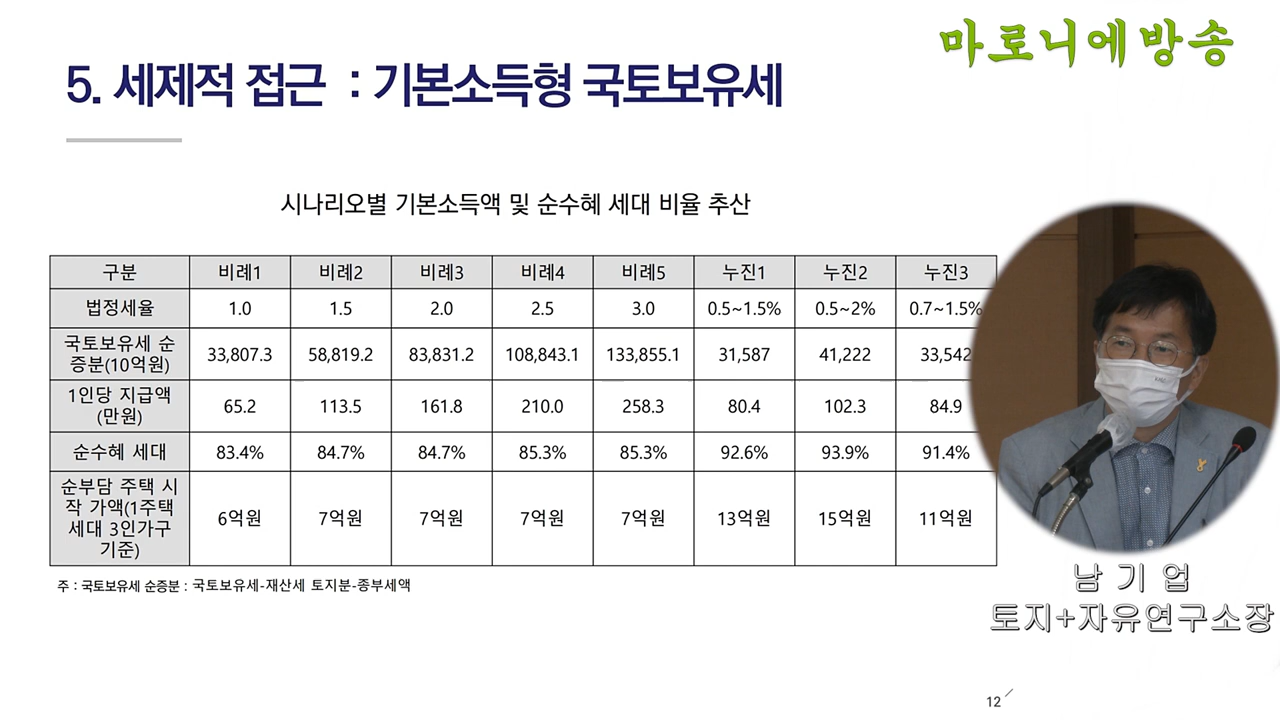 마로니에방송
5. 세제적 접근 : 기본소득형 국토보유세
시나리오별 기본소득액 및 순수혜 세대 비율 추산
구분 비례1 비례2 비례3 비례4 비례5 누진1 누진2 누진3
법정세율 1.0 1.5 2.0 2.5 3.0 0.5~1.5% 0.5~2% 0.7~1.5%
국토보유세 순
증분(10억원) 33,807.3 58,819.2 83,831.2 108,843.1 133,855.1 31,587 41,222 33,542
1인당 지급액
(만원) 65.2 113.5 161.8 210.0 258.3 80.4 102.3 84.9
순수혜 세대 83.4% 84.7% 84.7% 85.3% 85.3% 92.6% 93.9% 91.4%
순부담 주택 시
작 가액(1주택
세대 3인가구
기준) 6억원 7억원 7억원 7억원 7억원 13억원 15억원 11억원
주 : 국토보유세 순증분 : 국토보유세-재산세 토지분-종부세액
남기업
토지+자유연구소장
12